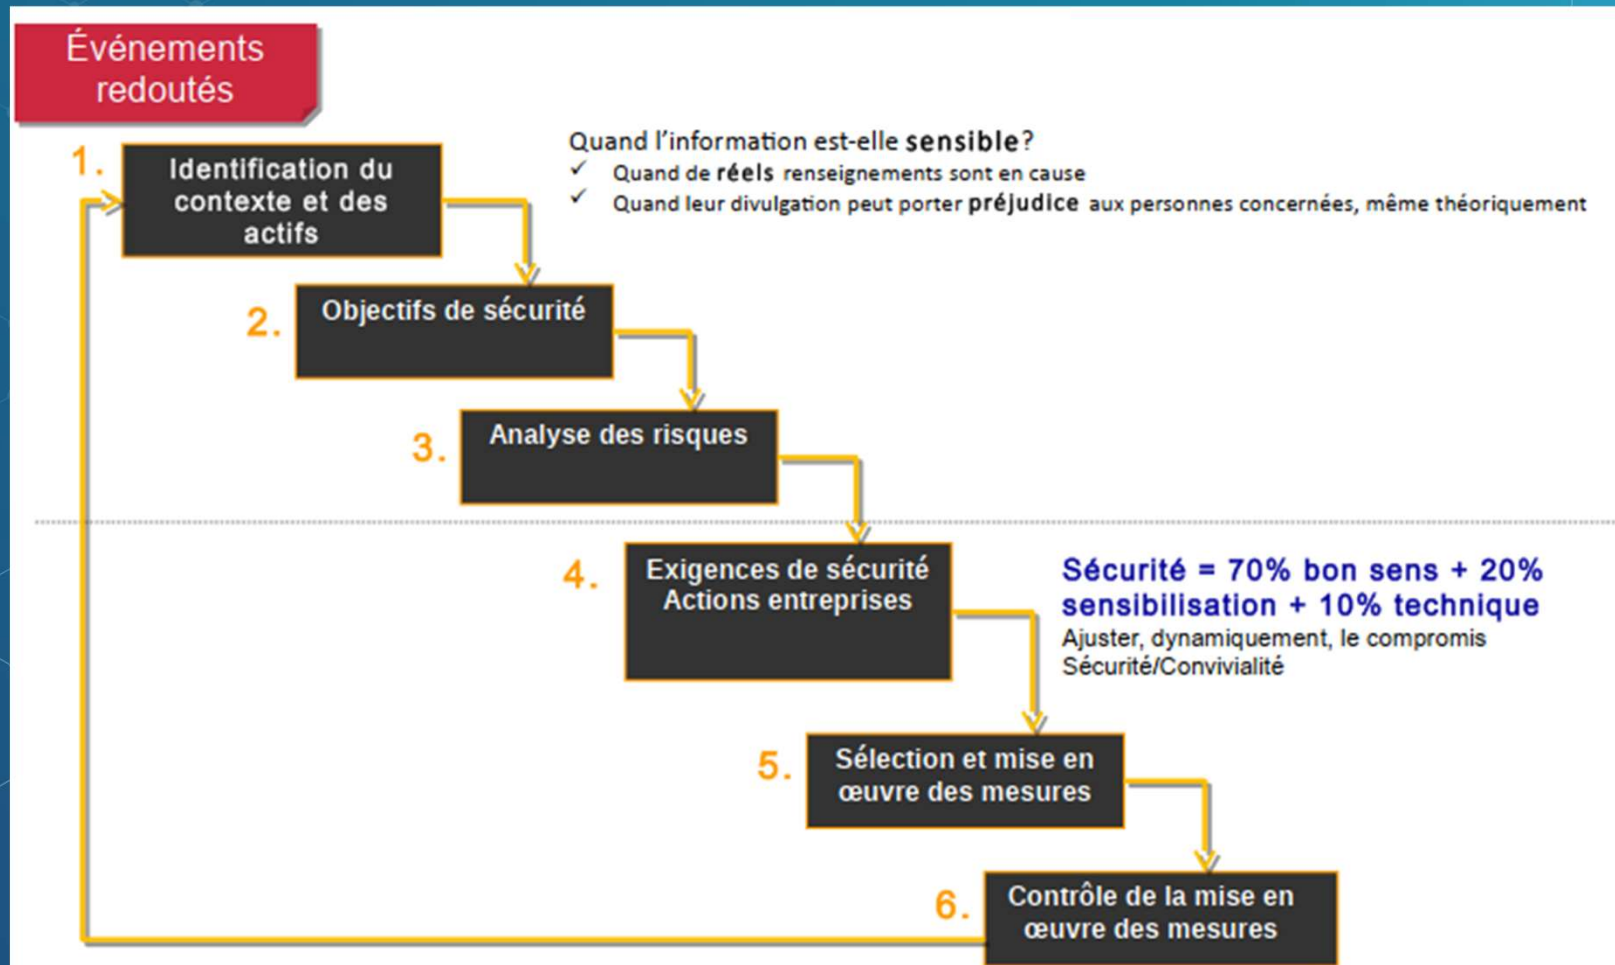 Événements
redoutés
1.
Identification du
contexte et des
actifs
Quand l'information est-elle sensible?
✓ Quand de réels renseignements sont en cause
✓ Quand leur divulgation peut porter préjudice aux personnes concernées, même théoriquement
2.
Objectifs de sécurité
3.
Analyse des risques
4.
Exigences de sécurité
Actions entreprises
Sécurité = 70% bon sens + 20%
sensibilisation + 10% technique
Ajuster, dynamiquement, le compromis
Sécurité/Convivialité
5.
Sélection et mise en
œuvre des mesures
6.
Contrôle de la mise en
œuvre des mesures